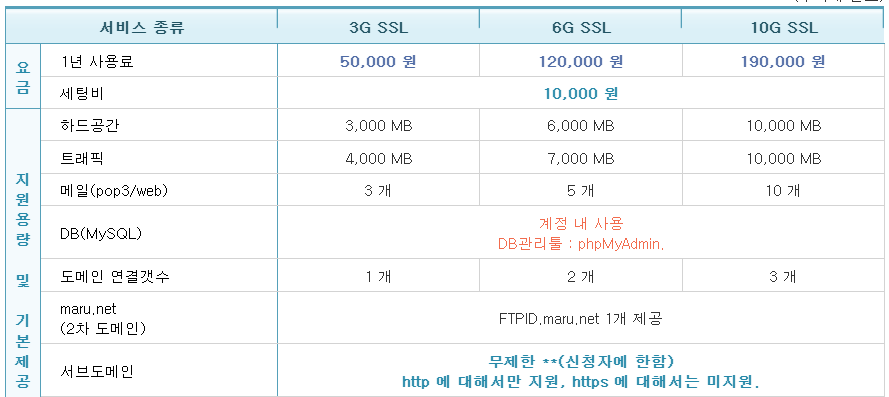 서비스 종류 3G SSL 6G SSL 10G SSL
요금 1년 사용료 50,000 원 120,000 원 190,000 원
세팅비 10,000 원
지원용량 및 기본제공 하드공간 3,000 MB 6,000 MB 10,000 MB
트래픽 4,000 MB 7,000 MB 10,000 MB
메일(pop3/web) 3 개 5 개 10 개
DB(MySQL) 계정 내 사용
DB관리툴 : phpMyAdmin.
도메인 연결갯수 1 개 2 개 3 개
maru.net
(2차 도메인) FTPID.maru.net 1개 제공
서브도메인 무제한 **(신청자에 한함)
http 에 대해서만 지원, https 에 대해서는 미지원.